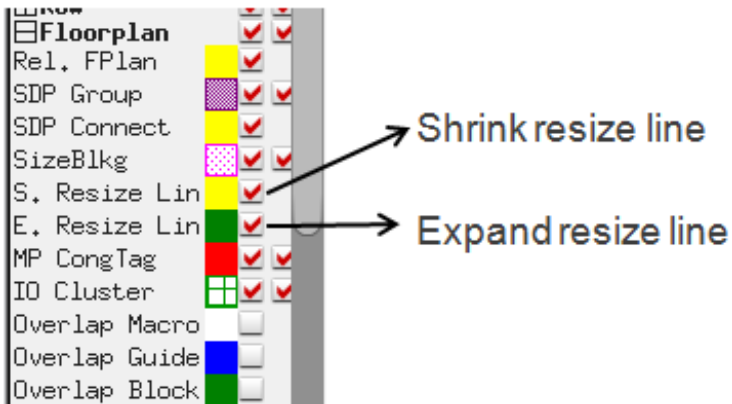 Row
Floorplan
Rel. FPlan
SDP Group
SDP Connect
SizeBlkg
S. Resize Lin
E. Resize Lin
MP CongTag
IO Cluster
Overlap Macro
Overlap Guide
Overlap Block
Shrink resize line
Expand resize line